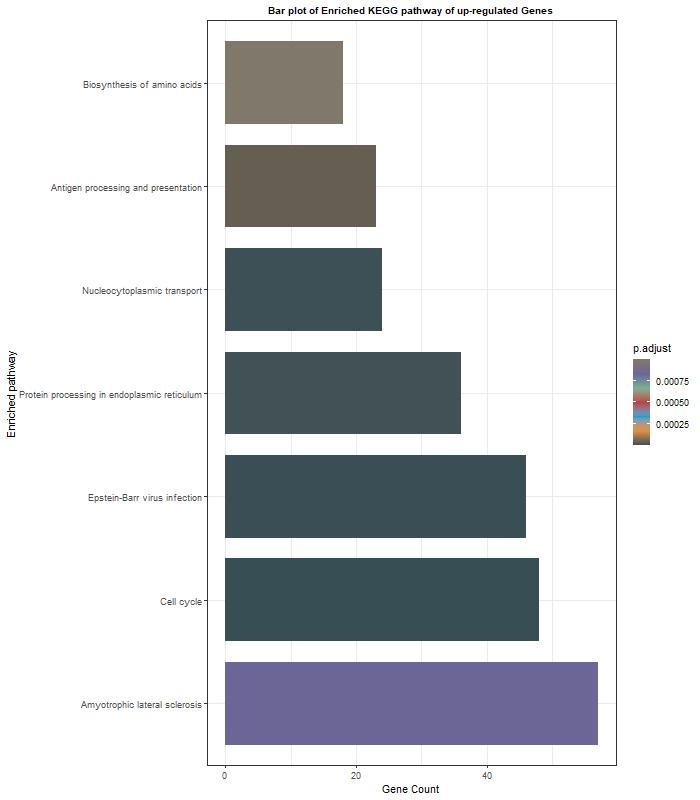 Bar plot of Enriched KEGG pathway of up-regulated Genes
Biosynthesis of amino acids
Antigen processing and presentation
Nucleocytoplasmic transport
Protein processing in endoplasmic reticulum
Epstein-Barr virus infection
Cell cycle
Amyotrophic lateral sclerosis
Enriched pathway
0 20 40
Gene Count
p.adjust
0.00075
0.00050
0.00025